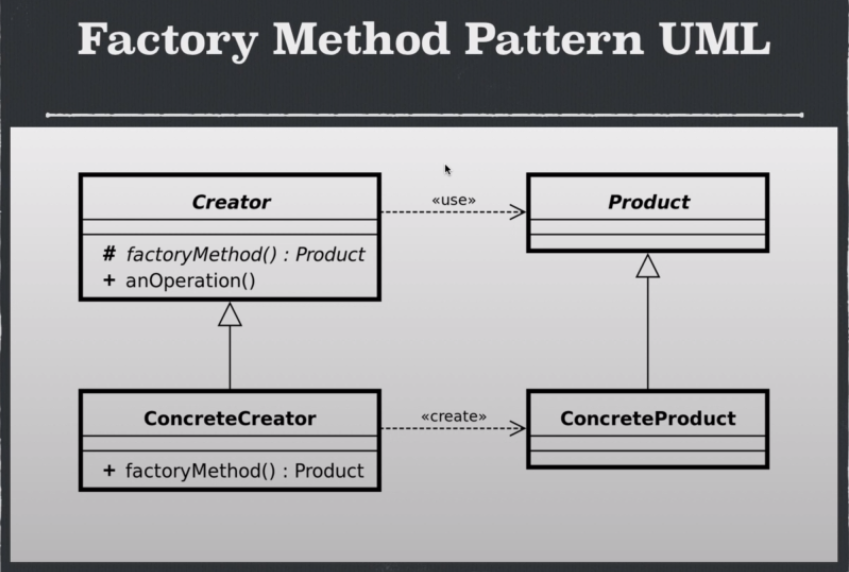 Factory Method Pattern UML
Creator
«use»
Product
# factoryMethod() : Product
+ anOperation()
ConcreteCreator
«create»
ConcreteProduct
+ factoryMethod() : Product